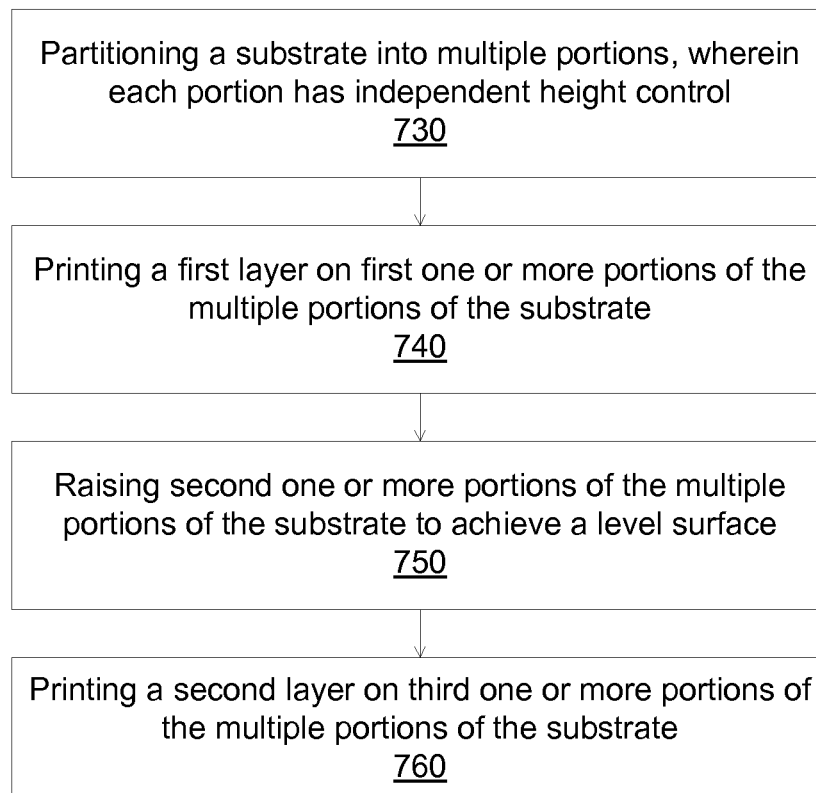 Partitioning a substrate into multiple portions, wherein
each portion has independent height control
730
Printing a first layer on first one or more portions of the
multiple portions of the substrate
740
Raising second one or more portions of the multiple
portions of the substrate to achieve a level surface
750
Printing a second layer on third one or more portions of
the multiple portions of the substrate
760